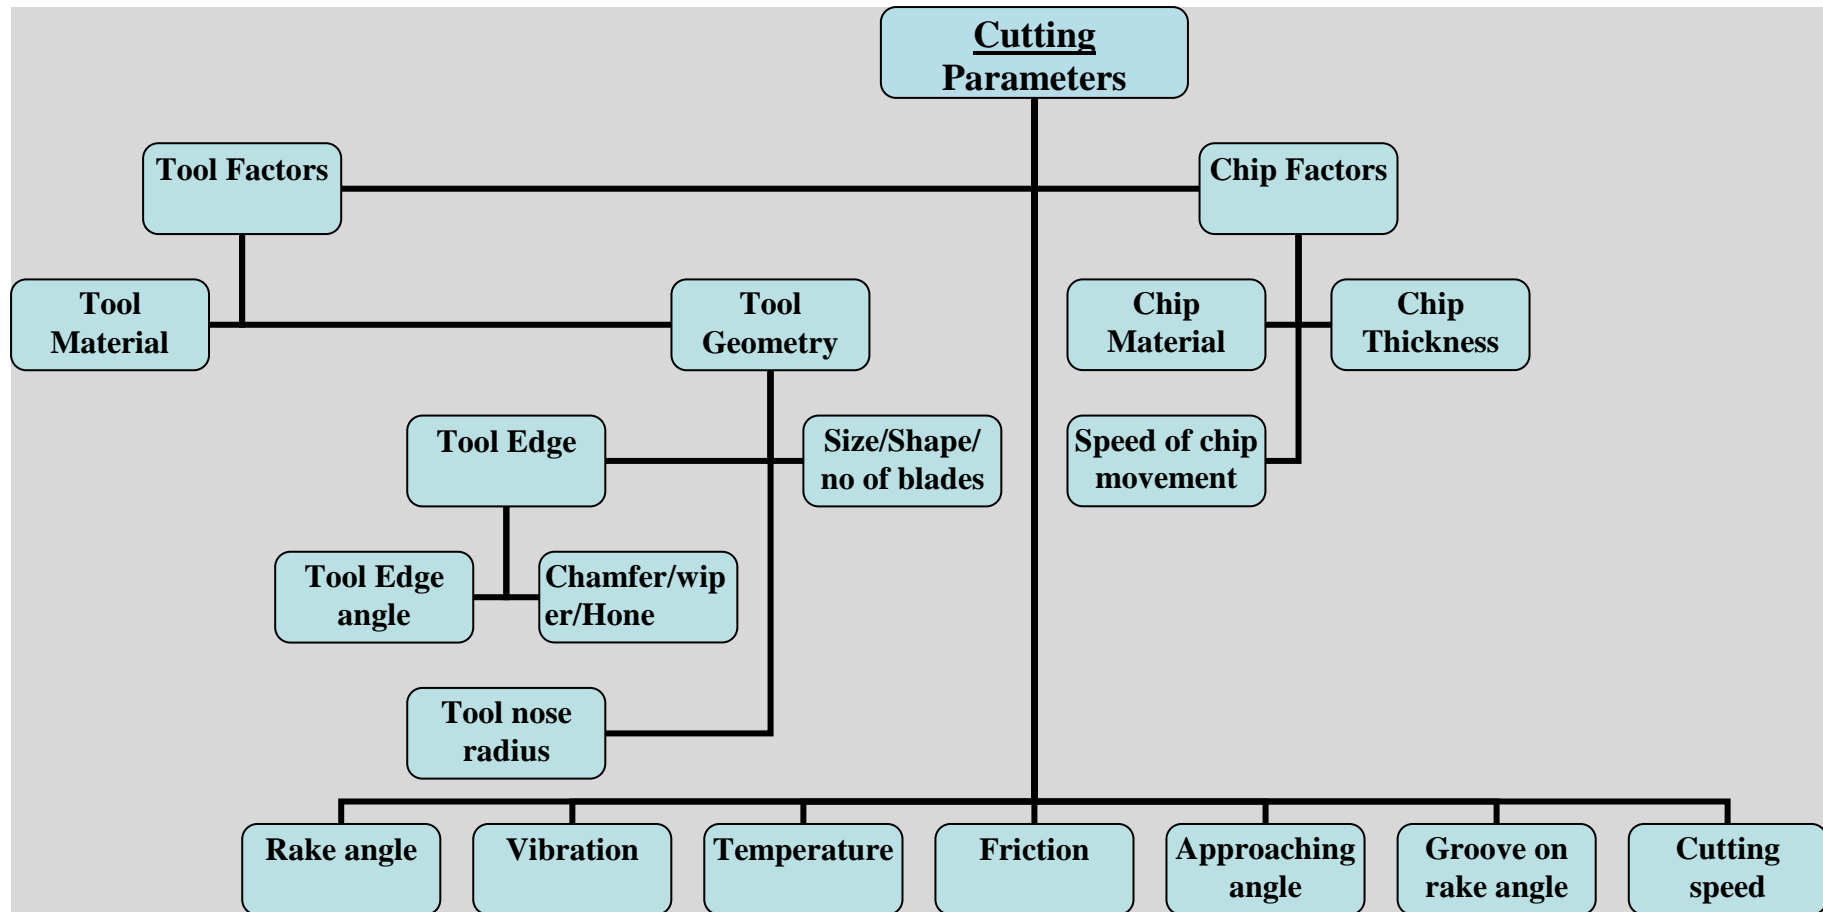 Cutting
Parameters
Tool Factors
Chip Factors
Tool
Material
Tool
Geometry
Chip
Material
Chip
Thickness
Tool Edge
Size/Shape/
no of blades
Speed of chip
movement
Tool Edge
angle
Chamfer/wip
er/Hone
Tool nose
radius
Rake angle
Vibration
Temperature
Friction
Approaching
angle
Groove on
rake angle
Cutting
speed